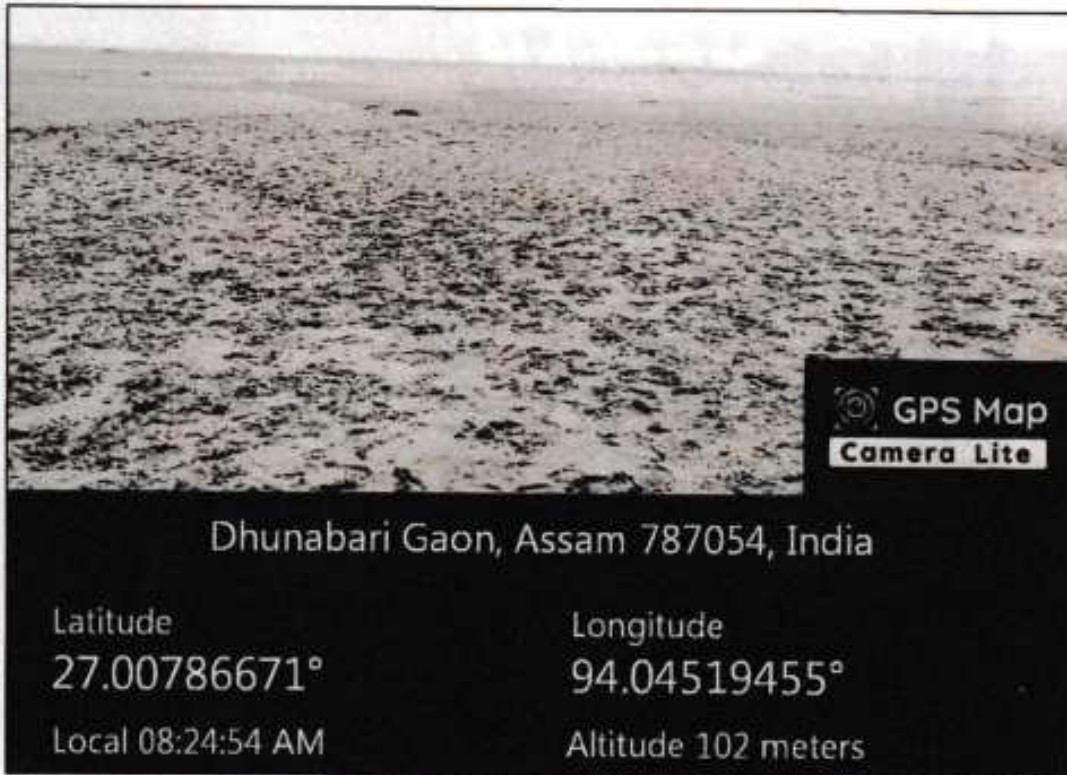 GPS Map
Camera Lite
Dhunabari Gaon, Assam 787054, India
Latitude
27.00786671°
Longitude
94.04519455°
Local 08:24:54 AM
Altitude 102 meters